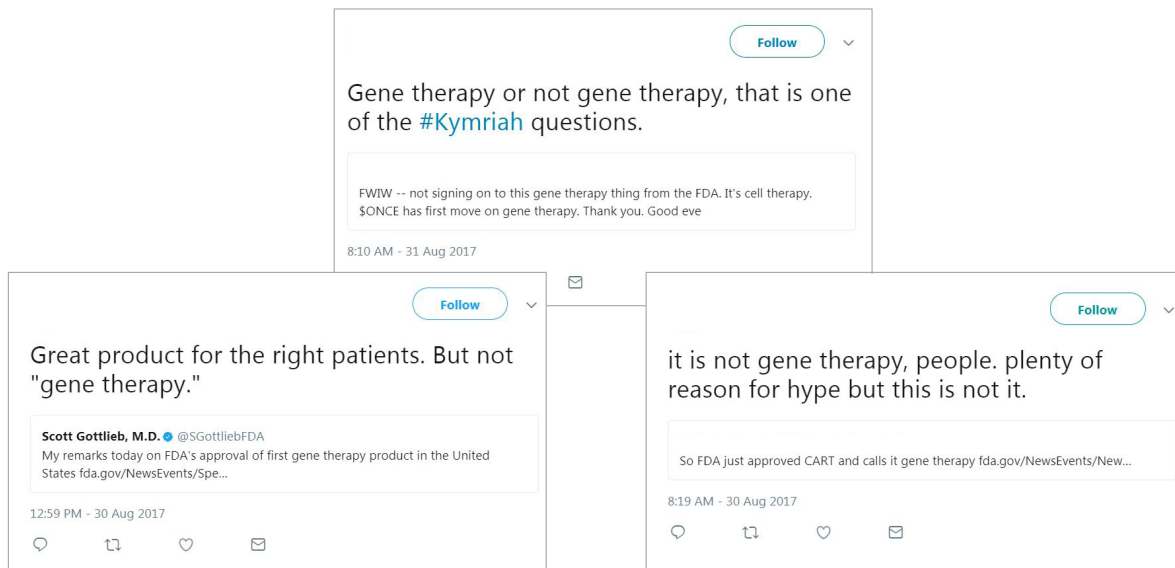 Follow
Gene therapy or not gene therapy, that is one
of the #Kymriah questions.
FWIW -- not signing on to this gene therapy thing from the FDA. It's cell therapy.
$ONCE has first move on gene therapy. Thank you. Good eve
8:10 AM - 31 Aug 2017
Follow
Great product for the right patients. But not
"gene therapy."
Scott Gottlieb, M.D. @SGottliebFDA
My remarks today on FDA's approval of first gene therapy product in the United
States fda.gov/NewsEvents/Spe...
12:59 PM - 30 Aug 2017
Follow
it is not gene therapy, people. plenty of
reason for hype but this is not it.
So FDA just approved CART and calls it gene therapy fda.gov/NewsEvents/New...
8:19 AM - 30 Aug 2017